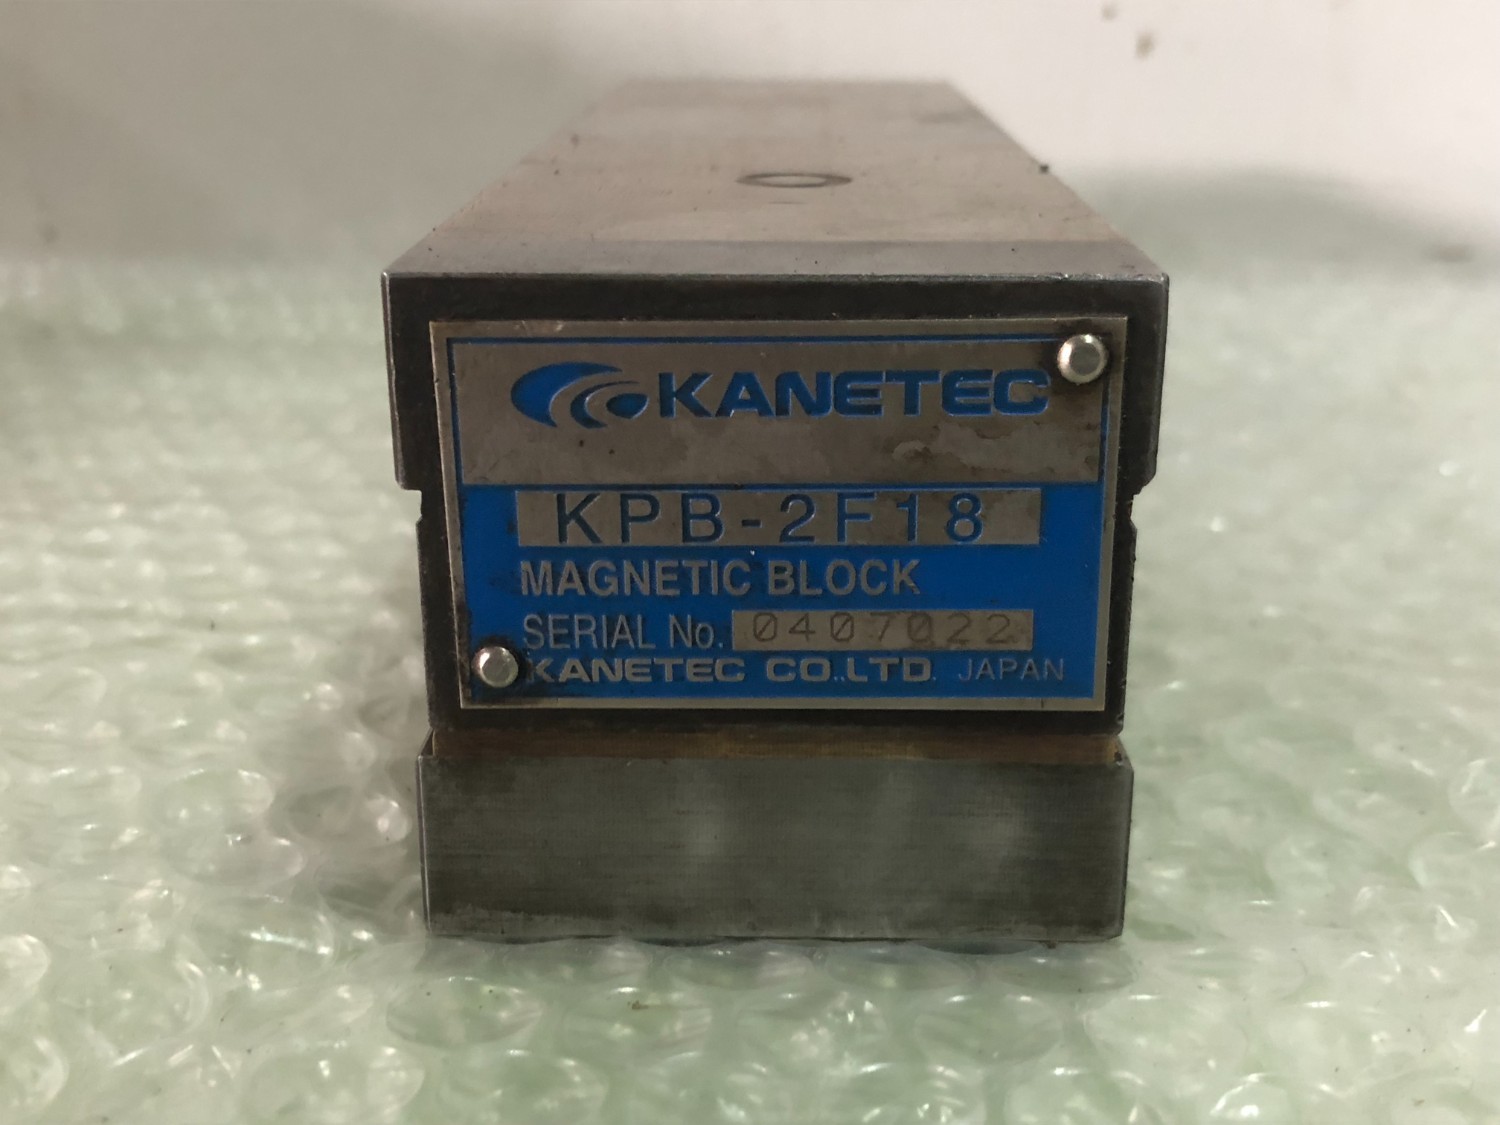 KANETEC
KPB-2F18
MAGNETIC BLOCK
SERIAL No. 0407022
KANETEC CO.,LTD. JAPAN